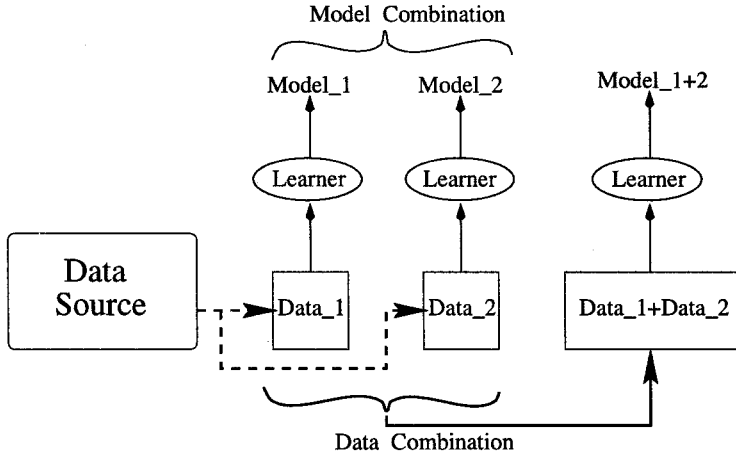 Model Combination
Model_1
Model_2
Model_1+2
Learner
Learner
Learner
Data
Source
Data_1
Data_2
Data_1+Data_2
Data Combination